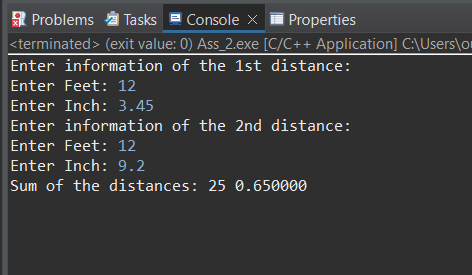 Problems Tasks Console Properties
<terminated> (exit value: 0) Ass_2.exe [C/C++ Application] C:\Users\o
Enter information of the 1st distance:
Enter Feet: 12
Enter Inch: 3.45
Enter information of the 2nd distance:
Enter Feet: 12
Enter Inch: 9.2
Sum of the distances: 25 0.650000